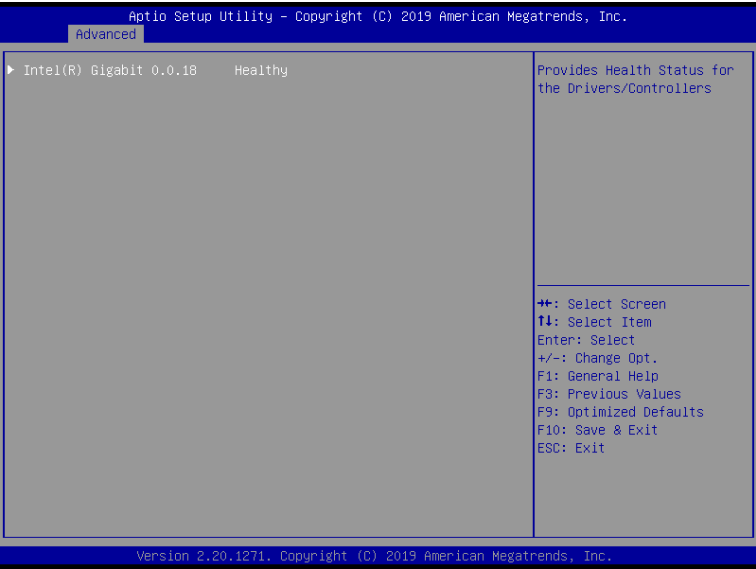 Aptio Setup Utility – Copyright (C) 2019 American Megatrends, Inc.
Advanced
▶ Intel(R) Gigabit 0.0.18 Healthy
Provides Health Status for
the Drivers/Controllers
→←: Select Screen
↑↓: Select Item
Enter: Select
+/-: Change Opt.
F1: General Help
F3: Previous Values
F9: Optimized Defaults
F10: Save & Exit
ESC: Exit
Version 2.20.1271. Copyright (C) 2019 American Megatrends, Inc.